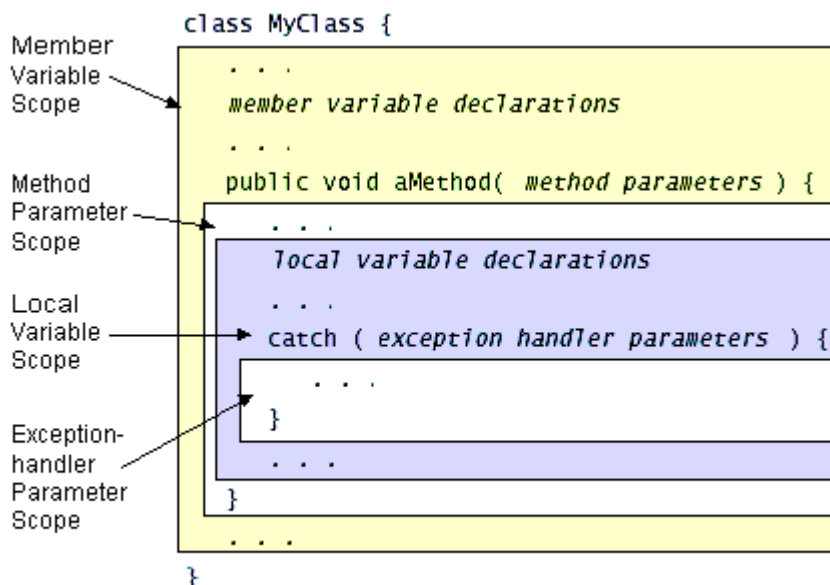 class MyClass {
Member
Variable
Scope
. . .
member variable declarations
. . .
public void aMethod( method parameters ) {
Method
Parameter
Scope
. . .
local variable declarations
. . .
Local
Variable
Scope
catch ( exception handler parameters ) {
. . .
}
Exception-
handler
Parameter
Scope
. . .
}
. . .
}